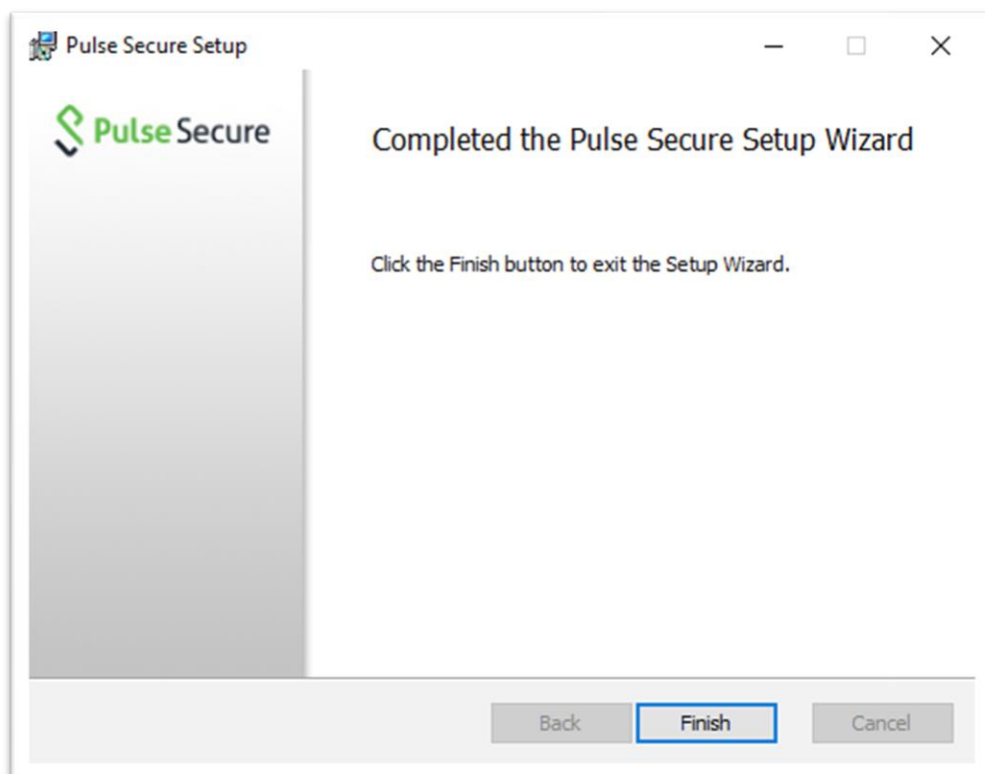 Pulse Secure Setup
Pulse Secure
Completed the Pulse Secure Setup Wizard
Click the Finish button to exit the Setup Wizard.
Back
Finish
Cancel